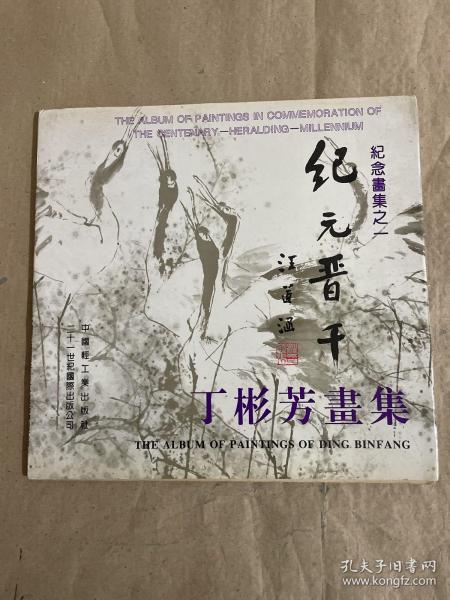 THE ALBUM OF PAINTINGS IN COMMEMORATION OF
THE CENTENARY—HERALDING—MILLENNIUM
紀念畫集之一
纪元晋千
汪道涵
中國輕工業出版社
二十一世紀國際出版公司
丁彬芳畫集
THE ALBUM OF PAINTINGS OF DING BINFANG
孔夫子旧书网
www.kongfz.com